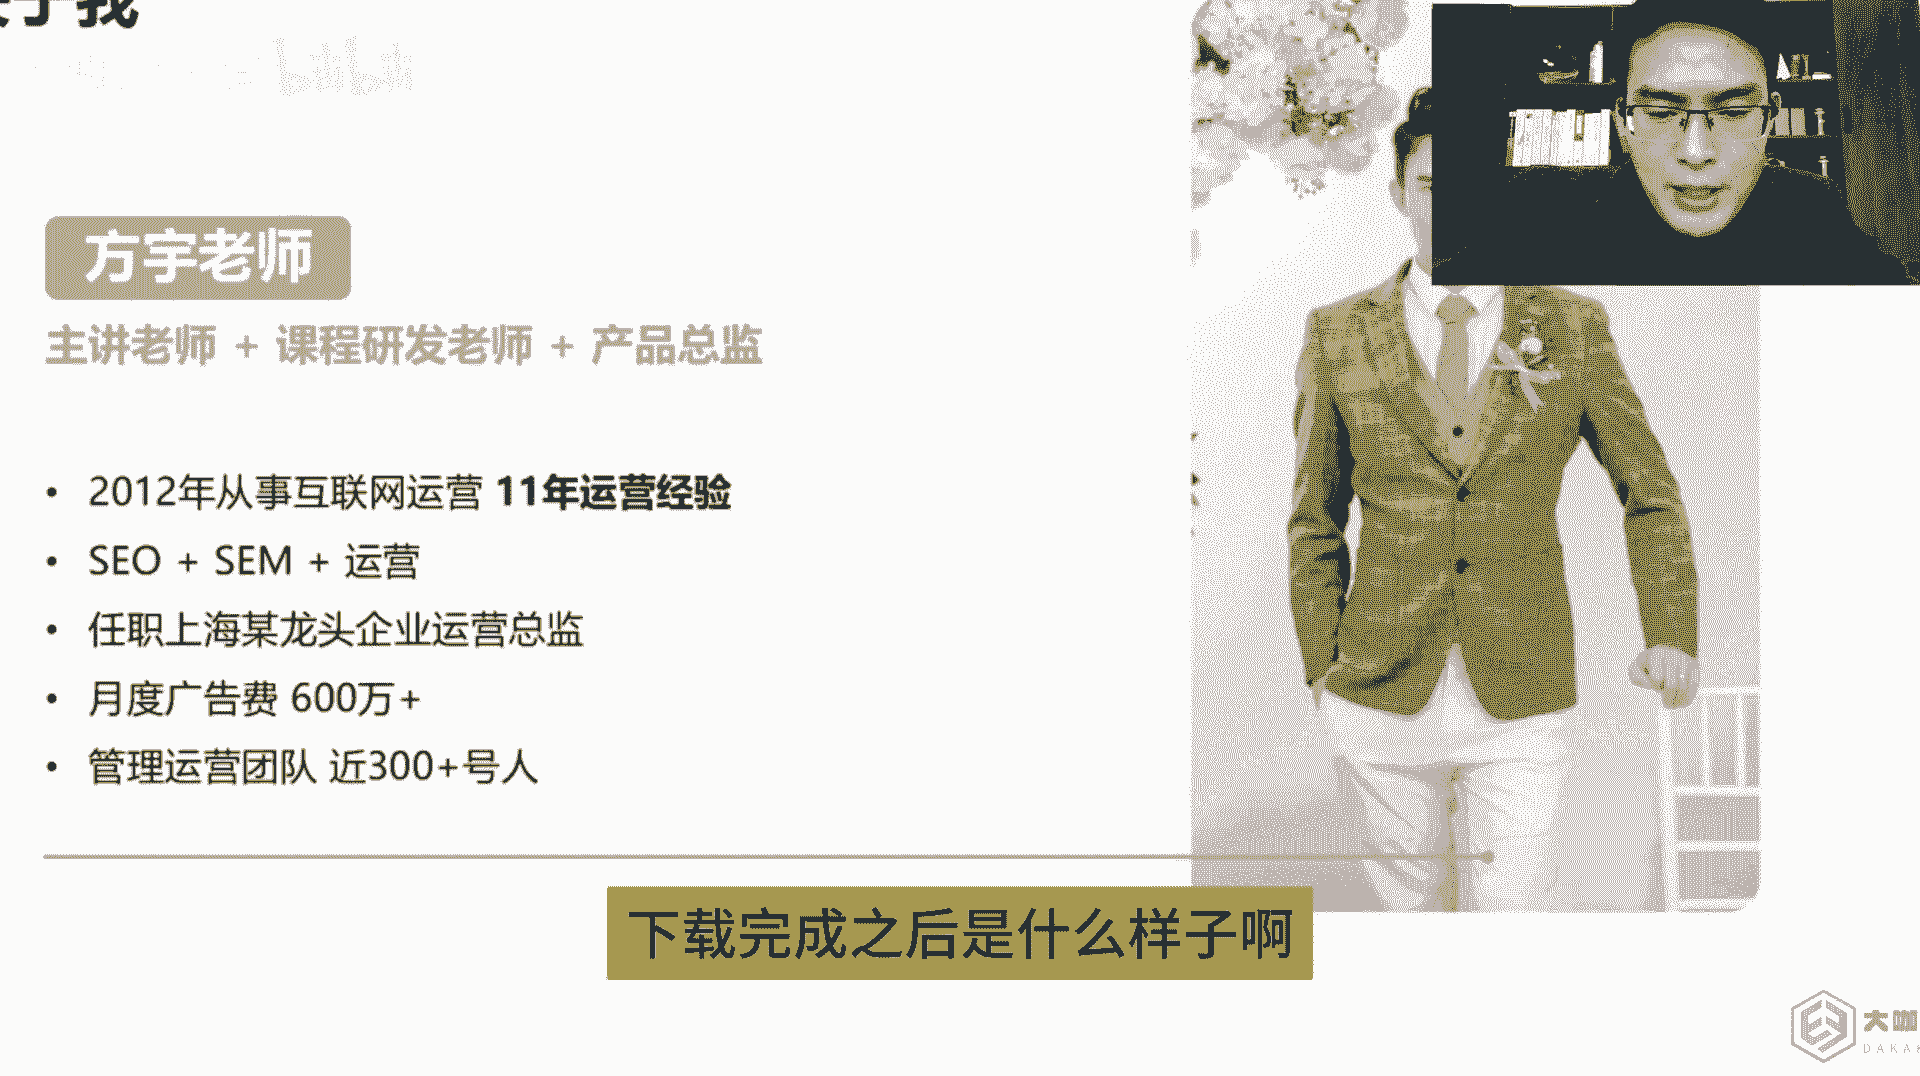 于我
bilibili
方宇老师
主讲老师 + 课程研发老师 + 产品总监
• 2012年从事互联网运营 11年运营经验
• SEO + SEM + 运营
• 任职上海某龙头企业运营总监
• 月度广告费 600万+
• 管理运营团队 近300+号人
下载完成之后是什么样子啊
大咖
DAKA